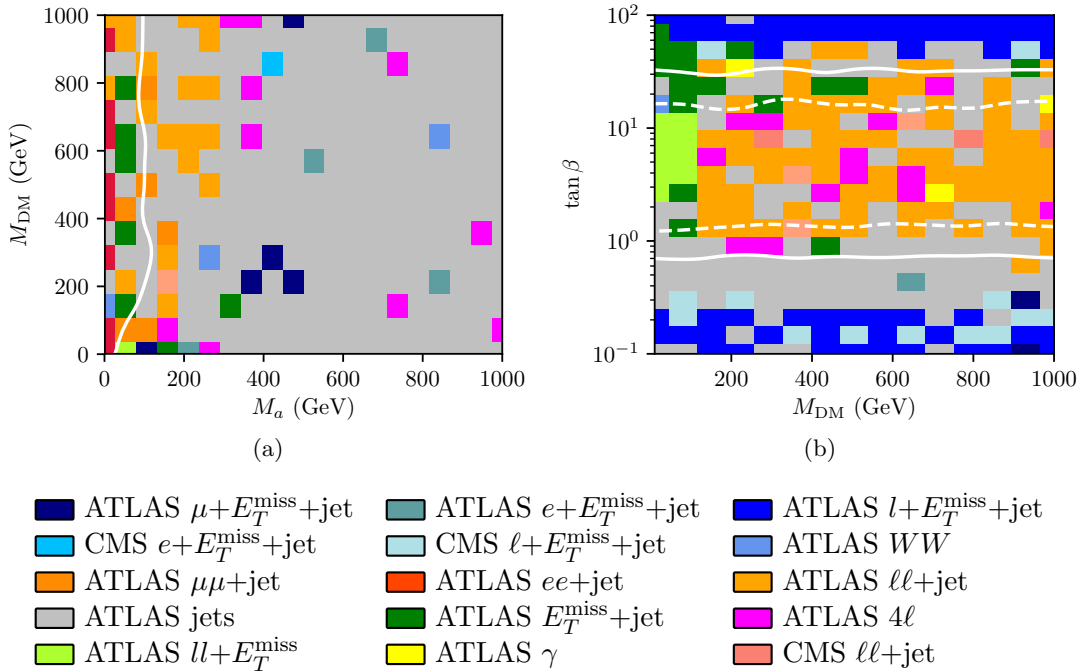 1000
800
600
400
200
0
M_DM (GeV)
0 200 400 600 800 1000
M_a (GeV)
(a)
10^2
10^1
10^0
10^−1
tan β
200 400 600 800 1000
M_DM (GeV)
(b)
ATLAS μ+E_T^miss+jet ATLAS e+E_T^miss+jet ATLAS l+E_T^miss+jet
CMS e+E_T^miss+jet CMS ℓ+E_T^miss+jet ATLAS WW
ATLAS μμ+jet ATLAS ee+jet ATLAS ℓℓ+jet
ATLAS jets ATLAS E_T^miss+jet ATLAS 4ℓ
ATLAS ll+E_T^miss ATLAS γ CMS ℓℓ+jet